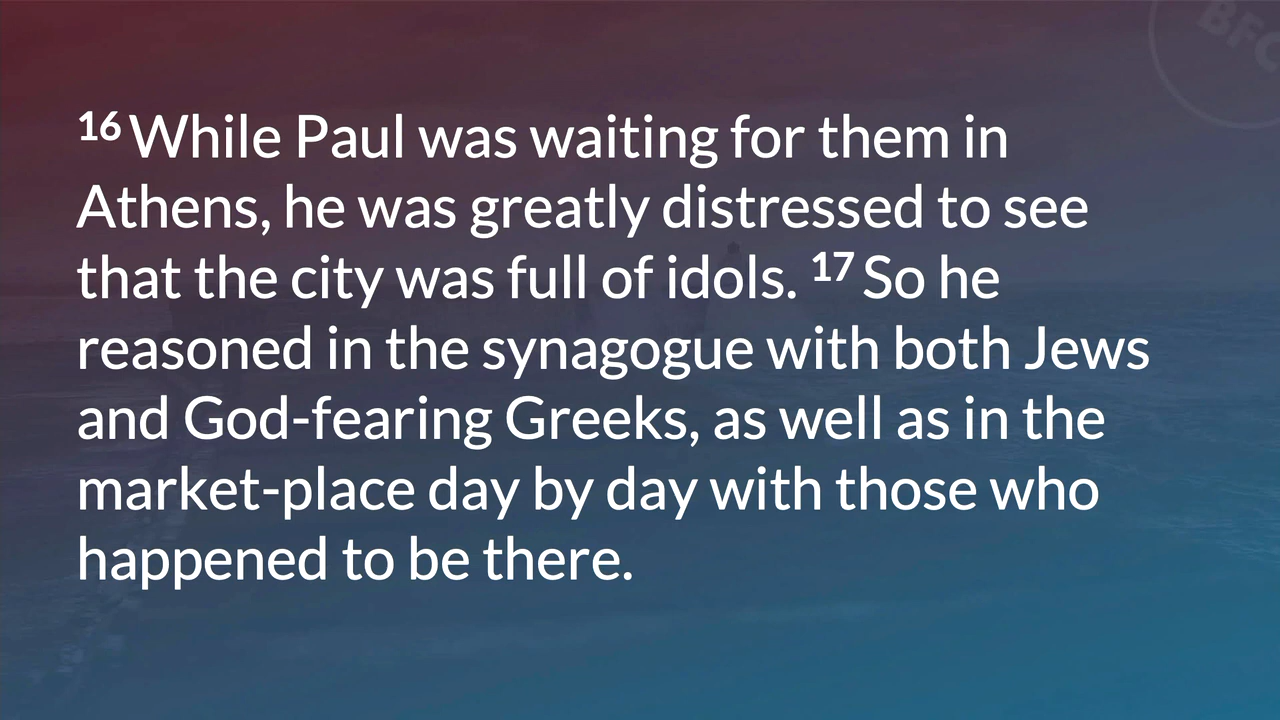 16 While Paul was waiting for them in
Athens, he was greatly distressed to see
that the city was full of idols. 17 So he
reasoned in the synagogue with both Jews
and God-fearing Greeks, as well as in the
market-place day by day with those who
happened to be there.